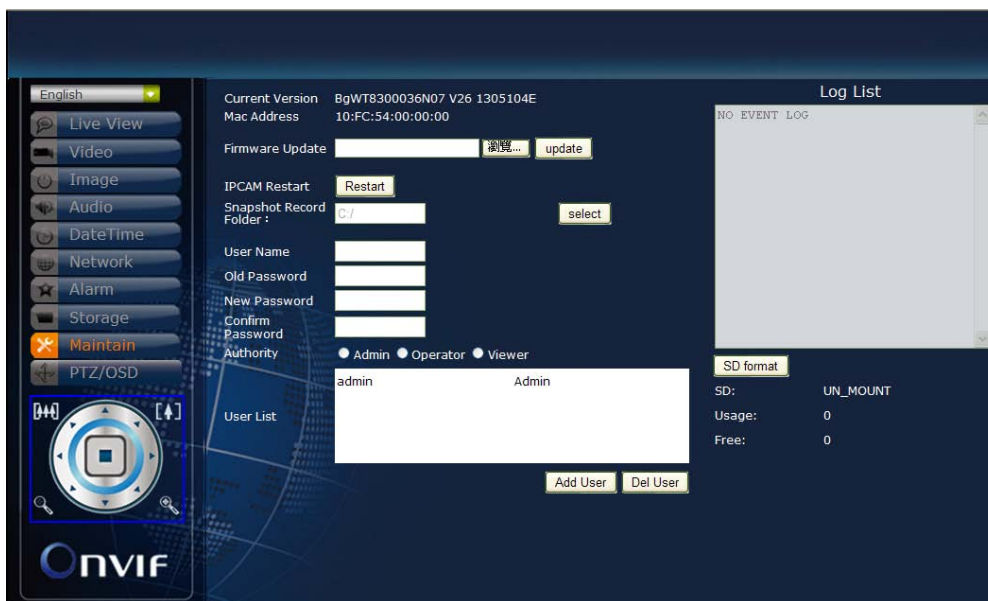 English
Live View
Video
Image
Audio
DateTime
Network
Alarm
Storage
Maintain
PTZ/OSD
Onvif
Current Version BgWT8300036N07 V26 1305104E
Mac Address 10:FC:54:00:00:00
Firmware Update 瀏覽... update
IPCAM Restart Restart
Snapshot Record
Folder： C:/ select
User Name
Old Password
New Password
Confirm
Password
Authority Admin Operator Viewer
User List admin Admin
Add User Del User
Log List
NO EVENT LOG
SD format
SD: UN_MOUNT
Usage: 0
Free: 0